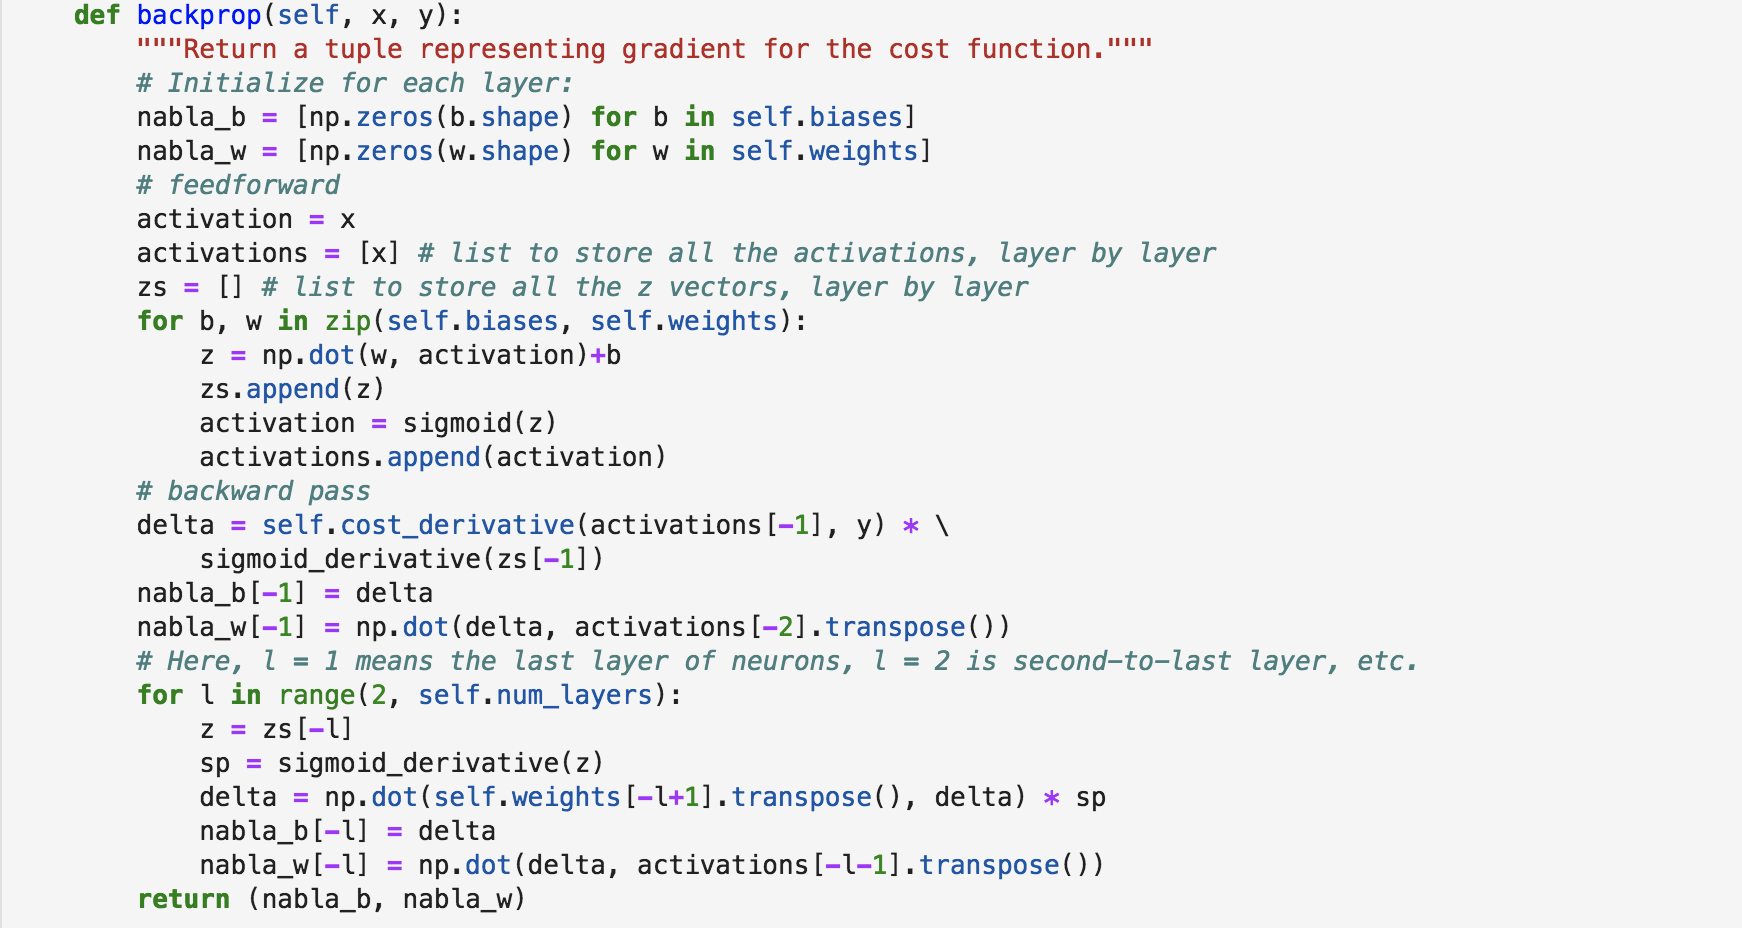 def backprop(self, x, y):
    """Return a tuple representing gradient for the cost function."""
    # Initialize for each layer:
    nabla_b = [np.zeros(b.shape) for b in self.biases]
    nabla_w = [np.zeros(w.shape) for w in self.weights]
    # feedforward
    activation = x
    activations = [x] # list to store all the activations, layer by layer
    zs = [] # list to store all the z vectors, layer by layer
    for b, w in zip(self.biases, self.weights):
        z = np.dot(w, activation)+b
        zs.append(z)
        activation = sigmoid(z)
        activations.append(activation)
    # backward pass
    delta = self.cost_derivative(activations[-1], y) * \
        sigmoid_derivative(zs[-1])
    nabla_b[-1] = delta
    nabla_w[-1] = np.dot(delta, activations[-2].transpose())
    # Here, l = 1 means the last layer of neurons, l = 2 is second-to-last layer, etc.
    for l in range(2, self.num_layers):
        z = zs[-l]
        sp = sigmoid_derivative(z)
        delta = np.dot(self.weights[-l+1].transpose(), delta) * sp
        nabla_b[-l] = delta
        nabla_w[-l] = np.dot(delta, activations[-l-1].transpose())
    return (nabla_b, nabla_w)